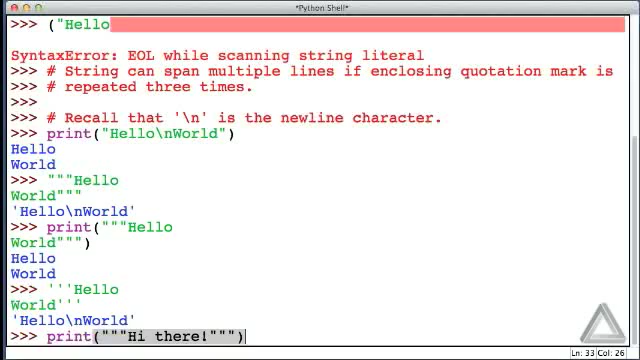 *Python Shell*
>>> ("Hello
SyntaxError: EOL while scanning string literal
>>> # String can span multiple lines if enclosing quotation mark is
>>> # repeated three times.
>>>
>>> # Recall that '\n' is the newline character.
>>> print("Hello\nWorld")
Hello
World
>>> """Hello
World"""
'Hello\nWorld'
>>> print("""Hello
World""")
Hello
World
>>> '''Hello
World'''
'Hello\nWorld'
>>> print("""Hi there!""")
Ln: 33 Col: 26